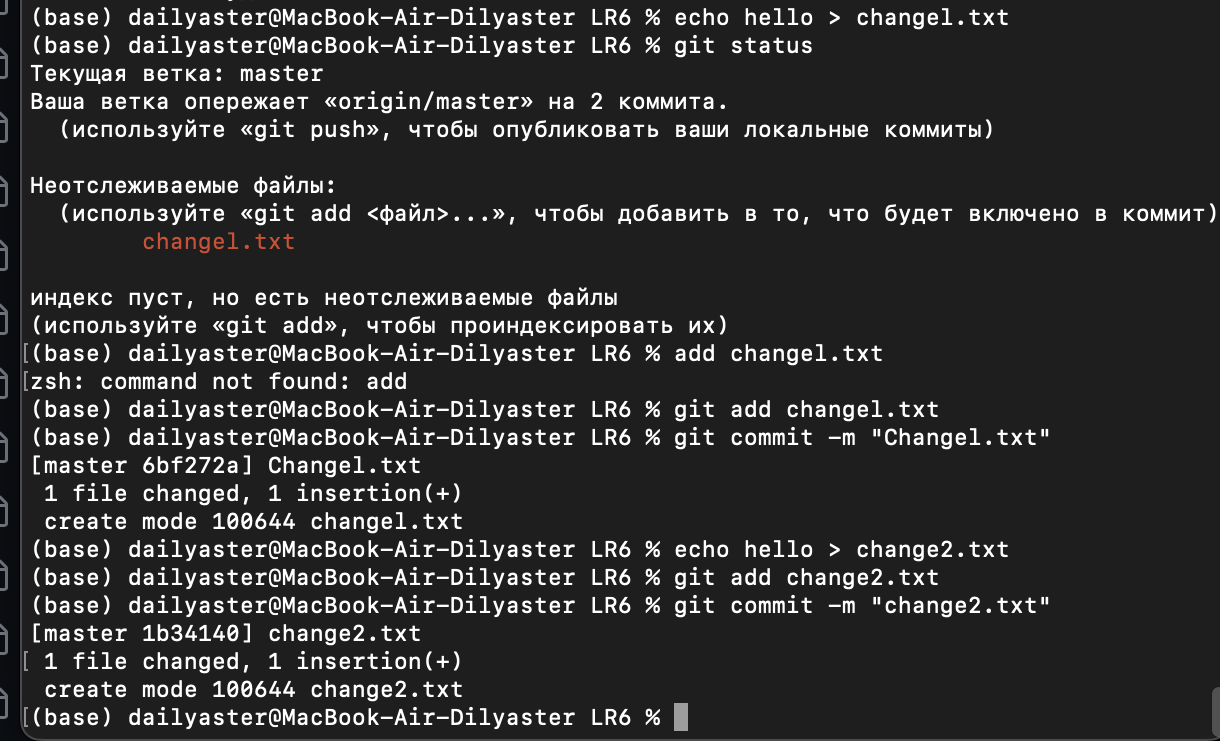 (base) dailyaster@MacBook-Air-Dilyaster LR6 % echo hello > changel.txt
(base) dailyaster@MacBook-Air-Dilyaster LR6 % git status
Текущая ветка: master
Ваша ветка опережает «origin/master» на 2 коммита.
  (используйте «git push», чтобы опубликовать ваши локальные коммиты)

Неотслеживаемые файлы:
  (используйте «git add <файл>...», чтобы добавить в то, что будет включено в коммит)
        changel.txt

индекс пуст, но есть неотслеживаемые файлы
(используйте «git add», чтобы проиндексировать их)
[(base) dailyaster@MacBook-Air-Dilyaster LR6 % add changel.txt
[zsh: command not found: add
(base) dailyaster@MacBook-Air-Dilyaster LR6 % git add changel.txt
(base) dailyaster@MacBook-Air-Dilyaster LR6 % git commit -m "Changel.txt"
[master 6bf272a] Changel.txt
 1 file changed, 1 insertion(+)
 create mode 100644 changel.txt
(base) dailyaster@MacBook-Air-Dilyaster LR6 % echo hello > change2.txt
(base) dailyaster@MacBook-Air-Dilyaster LR6 % git add change2.txt
(base) dailyaster@MacBook-Air-Dilyaster LR6 % git commit -m "change2.txt"
[master 1b34140] change2.txt
[ 1 file changed, 1 insertion(+)
 create mode 100644 change2.txt
[(base) dailyaster@MacBook-Air-Dilyaster LR6 %